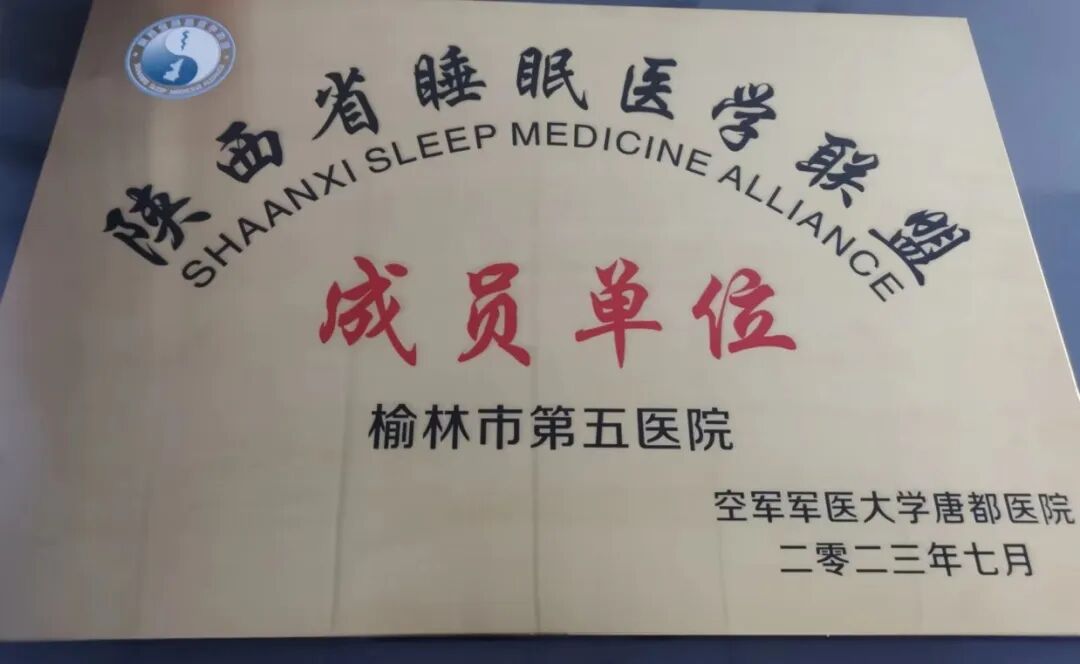 陕西省睡眠医学联盟
SHAANXI SLEEP MEDICINE ALLIANCE
成员单位
榆林市第五医院
空军军医大学唐都医院
二零二三年七月